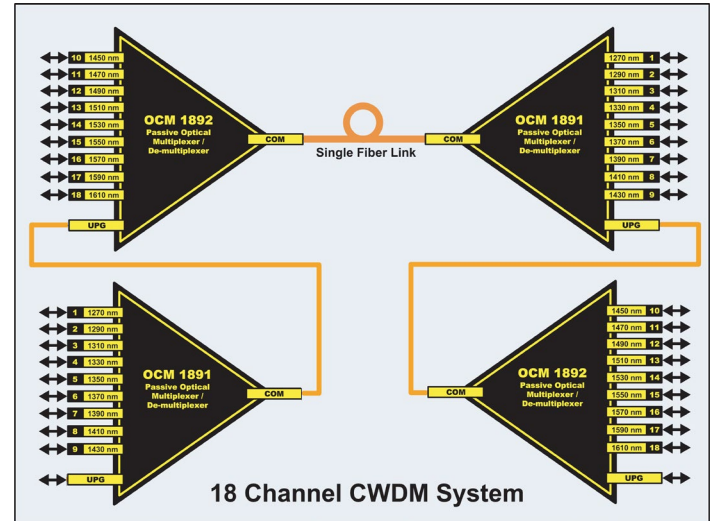 10 1450 nm
11 1470 nm
12 1490 nm
13 1510 nm
14 1530 nm
15 1550 nm
16 1570 nm
17 1590 nm
18 1610 nm
UPG
OCM 1892
Passive Optical
Multiplexer /
De-multiplexer
COM
Single Fiber Link
COM
OCM 1891
Passive Optical
Multiplexer /
De-multiplexer
1270 nm 1
1290 nm 2
1310 nm 3
1330 nm 4
1350 nm 5
1370 nm 6
1390 nm 7
1410 nm 8
1430 nm 9
UPG
1 1270 nm
2 1290 nm
3 1310 nm
4 1330 nm
5 1350 nm
6 1370 nm
7 1390 nm
8 1410 nm
9 1430 nm
UPG
OCM 1891
Passive Optical
Multiplexer /
De-multiplexer
COM
COM
OCM 1892
Passive Optical
Multiplexer /
De-multiplexer
1450 nm 10
1470 nm 11
1490 nm 12
1510 nm 13
1530 nm 14
1550 nm 15
1570 nm 16
1590 nm 17
1610 nm 18
UPG
18 Channel CWDM System